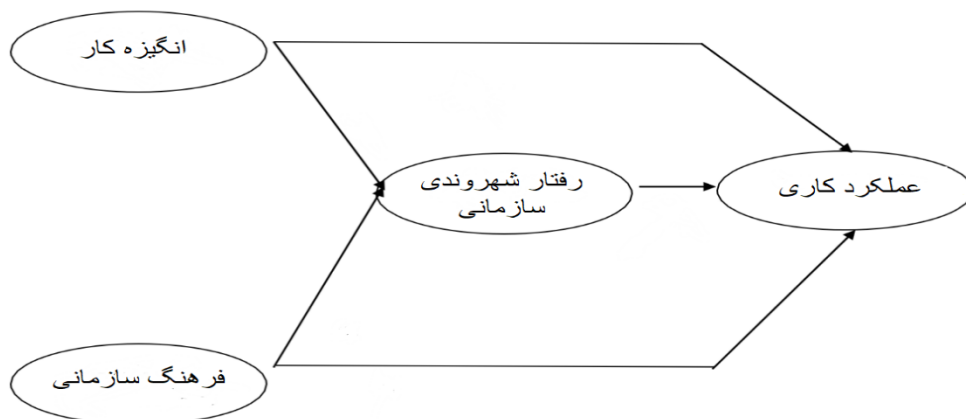 انگیزه کار
رفتار شهروندی
سازمانی
عملکرد کاری
فرهنگ سازمانی